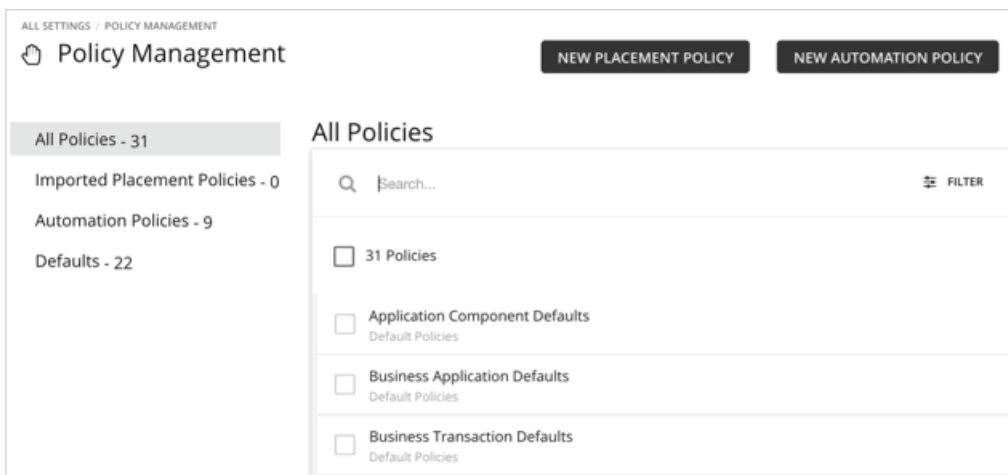 ALL SETTINGS / POLICY MANAGEMENT
Policy Management
NEW PLACEMENT POLICY
NEW AUTOMATION POLICY
All Policies - 31
Imported Placement Policies - 0
Automation Policies - 9
Defaults - 22
All Policies
Search...
FILTER
31 Policies
Application Component Defaults
Default Policies
Business Application Defaults
Default Policies
Business Transaction Defaults
Default Policies